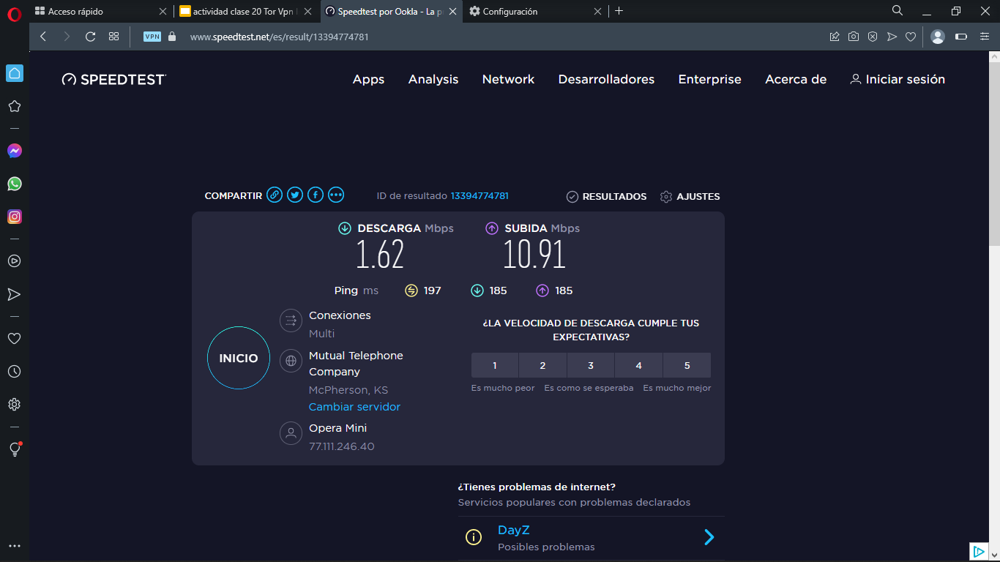 Acceso rápido
actividad clase 20 Tor Vpn
Speedtest por Ookla - La p
Configuración
VPN
www.speedtest.net/es/result/13394774781
SPEEDTEST
Apps
Analysis
Network
Desarrolladores
Enterprise
Acerca de
Iniciar sesión
COMPARTIR
ID de resultado 13394774781
RESULTADOS
AJUSTES
DESCARGA Mbps
1.62
SUBIDA Mbps
10.91
Ping ms
197
185
185
INICIO
Conexiones
Multi
Mutual Telephone
Company
McPherson, KS
Cambiar servidor
Opera Mini
77.111.246.40
¿LA VELOCIDAD DE DESCARGA CUMPLE TUS
EXPECTATIVAS?
1 2 3 4 5
Es mucho peor Es como se esperaba Es mucho mejor
¿Tienes problemas de internet?
Servicios populares con problemas declarados
DayZ
Posibles problemas